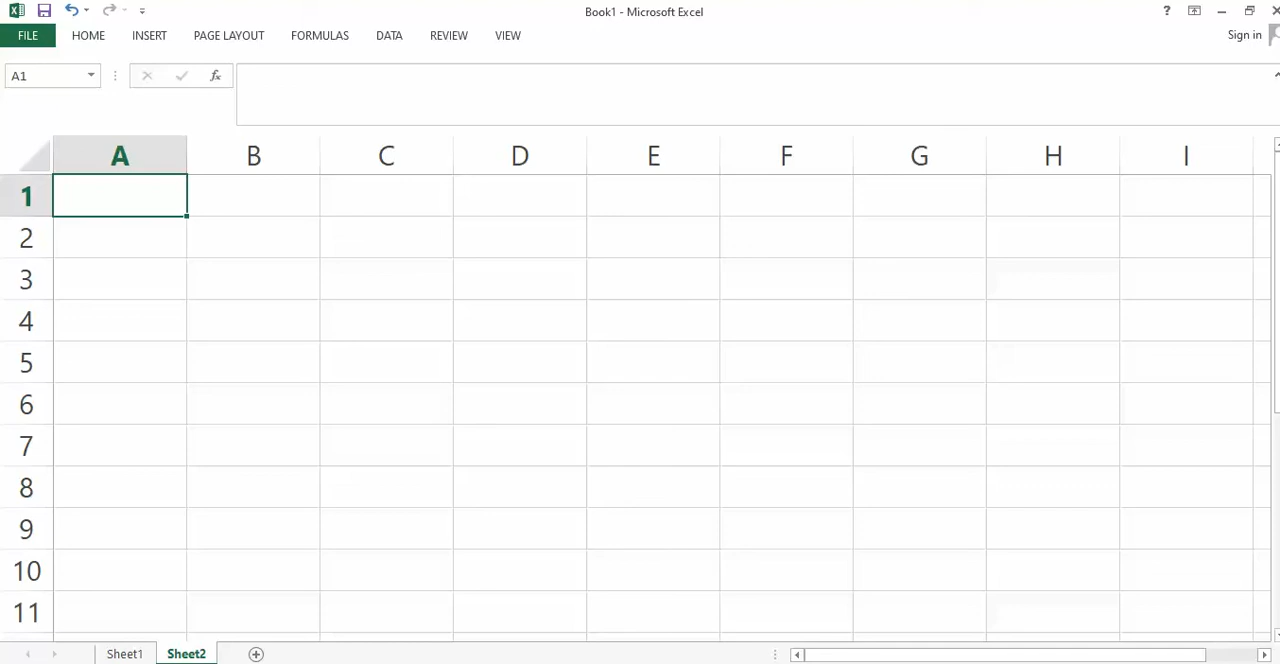 Book1 - Microsoft Excel
?
FILE HOME INSERT PAGE LAYOUT FORMULAS DATA REVIEW VIEW
Sign in
A1
fx
A B C D E F G H I
1
2
3
4
5
6
7
8
9
10
11
Sheet1 Sheet2